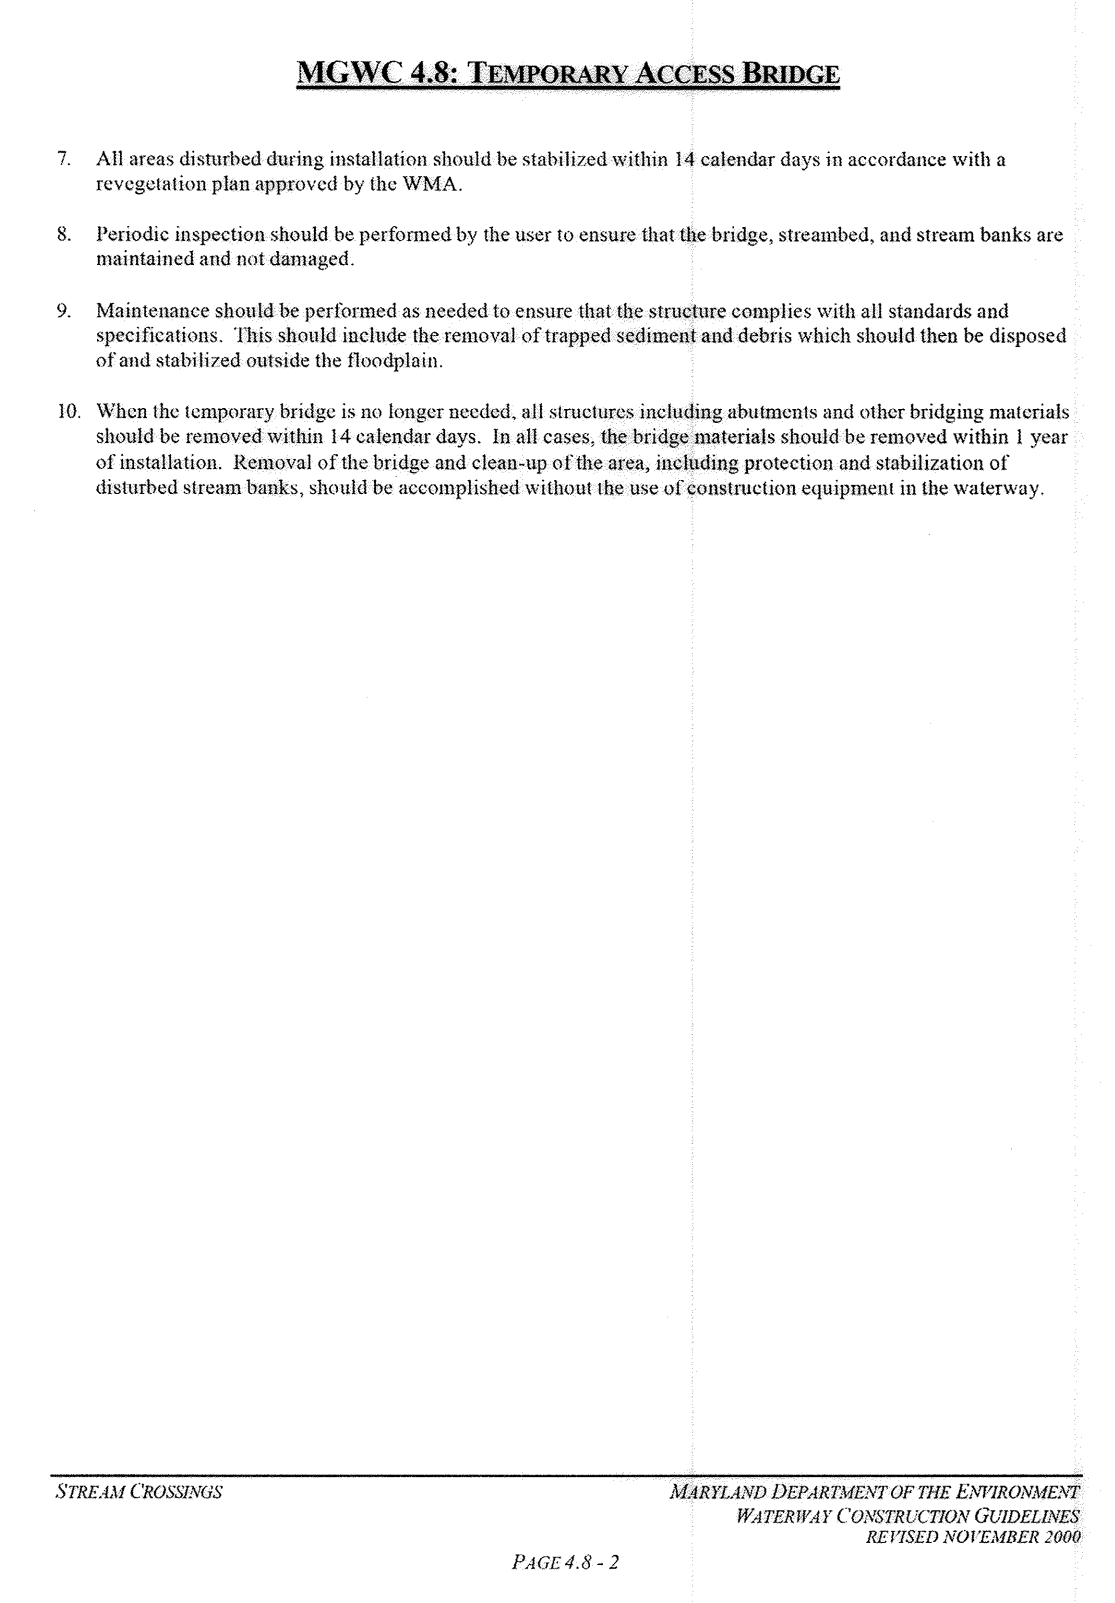 MGWC 4.8: TEMPORARY ACCESS BRIDGE
7. All areas disturbed during installation should be stabilized within 14 calendar days in accordance with a
revegetation plan approved by the WMA.
8. Periodic inspection should be performed by the user to ensure that the bridge, streambed, and stream banks are
maintained and not damaged.
9. Maintenance should be performed as needed to ensure that the structure complies with all standards and
specifications. This should include the removal of trapped sediment and debris which should then be disposed
of and stabilized outside the floodplain.
10. When the temporary bridge is no longer needed, all structures including abutments and other bridging materials
should be removed within 14 calendar days. In all cases, the bridge materials should be removed within 1 year
of installation. Removal of the bridge and clean-up of the area, including protection and stabilization of
disturbed stream banks, should be accomplished without the use of construction equipment in the waterway.
STREAM CROSSINGS
MARYLAND DEPARTMENT OF THE ENVIRONMENT
WATERWAY CONSTRUCTION GUIDELINES
REVISED NOVEMBER 2000
PAGE 4.8 - 2